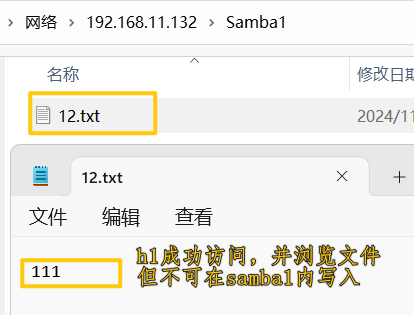 网络 > 192.168.11.132 > Samba1
名称 修改日期
12.txt 2024/11
12.txt
文件 编辑 查看
111
h1成功访问，并浏览文件
但不可在samba1内写入